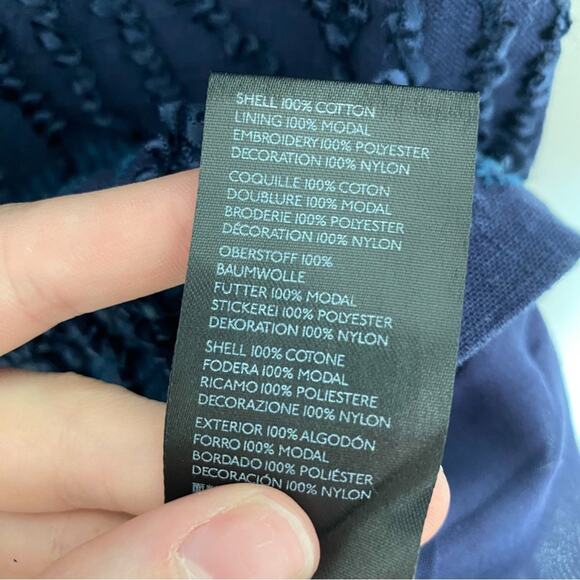 SHELL 100% COTTON
LINING 100% MODAL
EMBROIDERY 100% POLYESTER
DECORATION 100% NYLON
COQUILLE 100% COTON
DOUBLURE 100% MODAL
BRODERIE 100% POLYESTER
DÉCORATION 100% NYLON
OBERSTOFF 100%
BAUMWOLLE
FUTTER 100% MODAL
STICKEREI 100% POLYESTER
DEKORATION 100% NYLON
SHELL 100% COTONE
FODERA 100% MODAL
RICAMO 100% POLIESTERE
DECORAZIONE 100% NYLON
EXTERIOR 100% ALGODÓN
FORRO 100% MODAL
BORDADO 100% POLIÉSTER
DECORACIÓN 100% NYLON